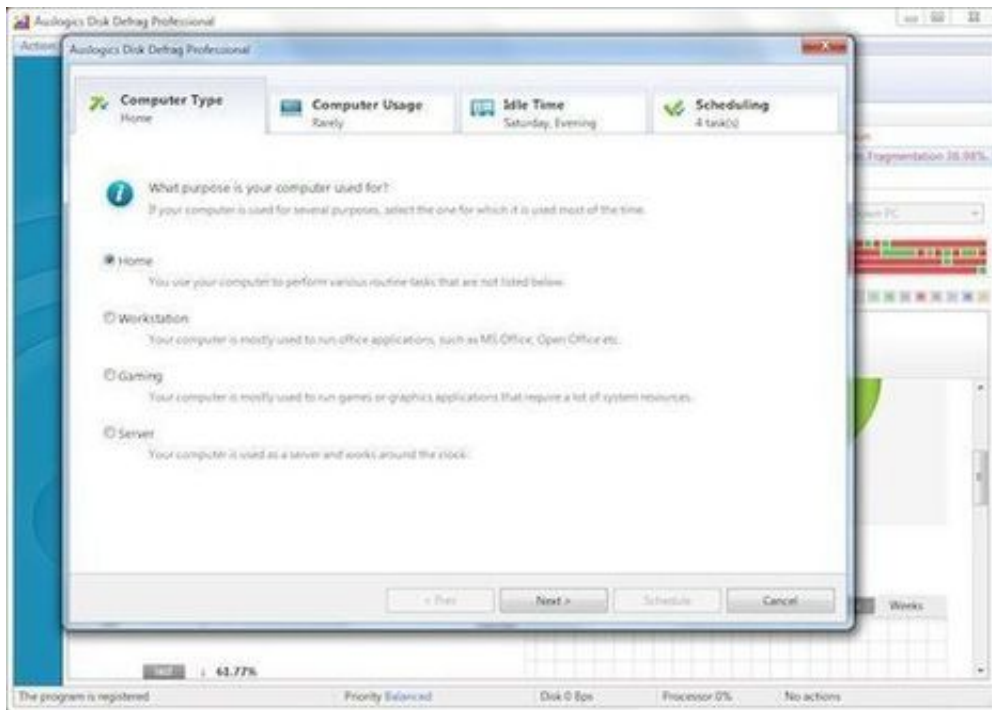 Auslogics Disk Defrag Professional
Action
Auslogics Disk Defrag Professional
Computer Type
Home
Computer Usage
Rarely
Idle Time
Saturday, Evening
Scheduling
4 task(s)
Fragmentation 38.98%
What purpose is your computer used for?
If your computer is used for several purposes, select the one for which it is used most of the time.
Home
You use your computer to perform various routine tasks that are not listed below.
Workstation
Your computer is mostly used to run office applications, such as MS Office, Open Office etc.
Gaming
Your computer is mostly used to run games or graphics applications that require a lot of system resources.
Server
Your computer is used as a server and works around the clock.
< Prev
Next >
Schedule
Cancel
Weeks
61.77%
The program is registered
Priority Balanced
Disk 0 Bps
Processor 0%
No actions